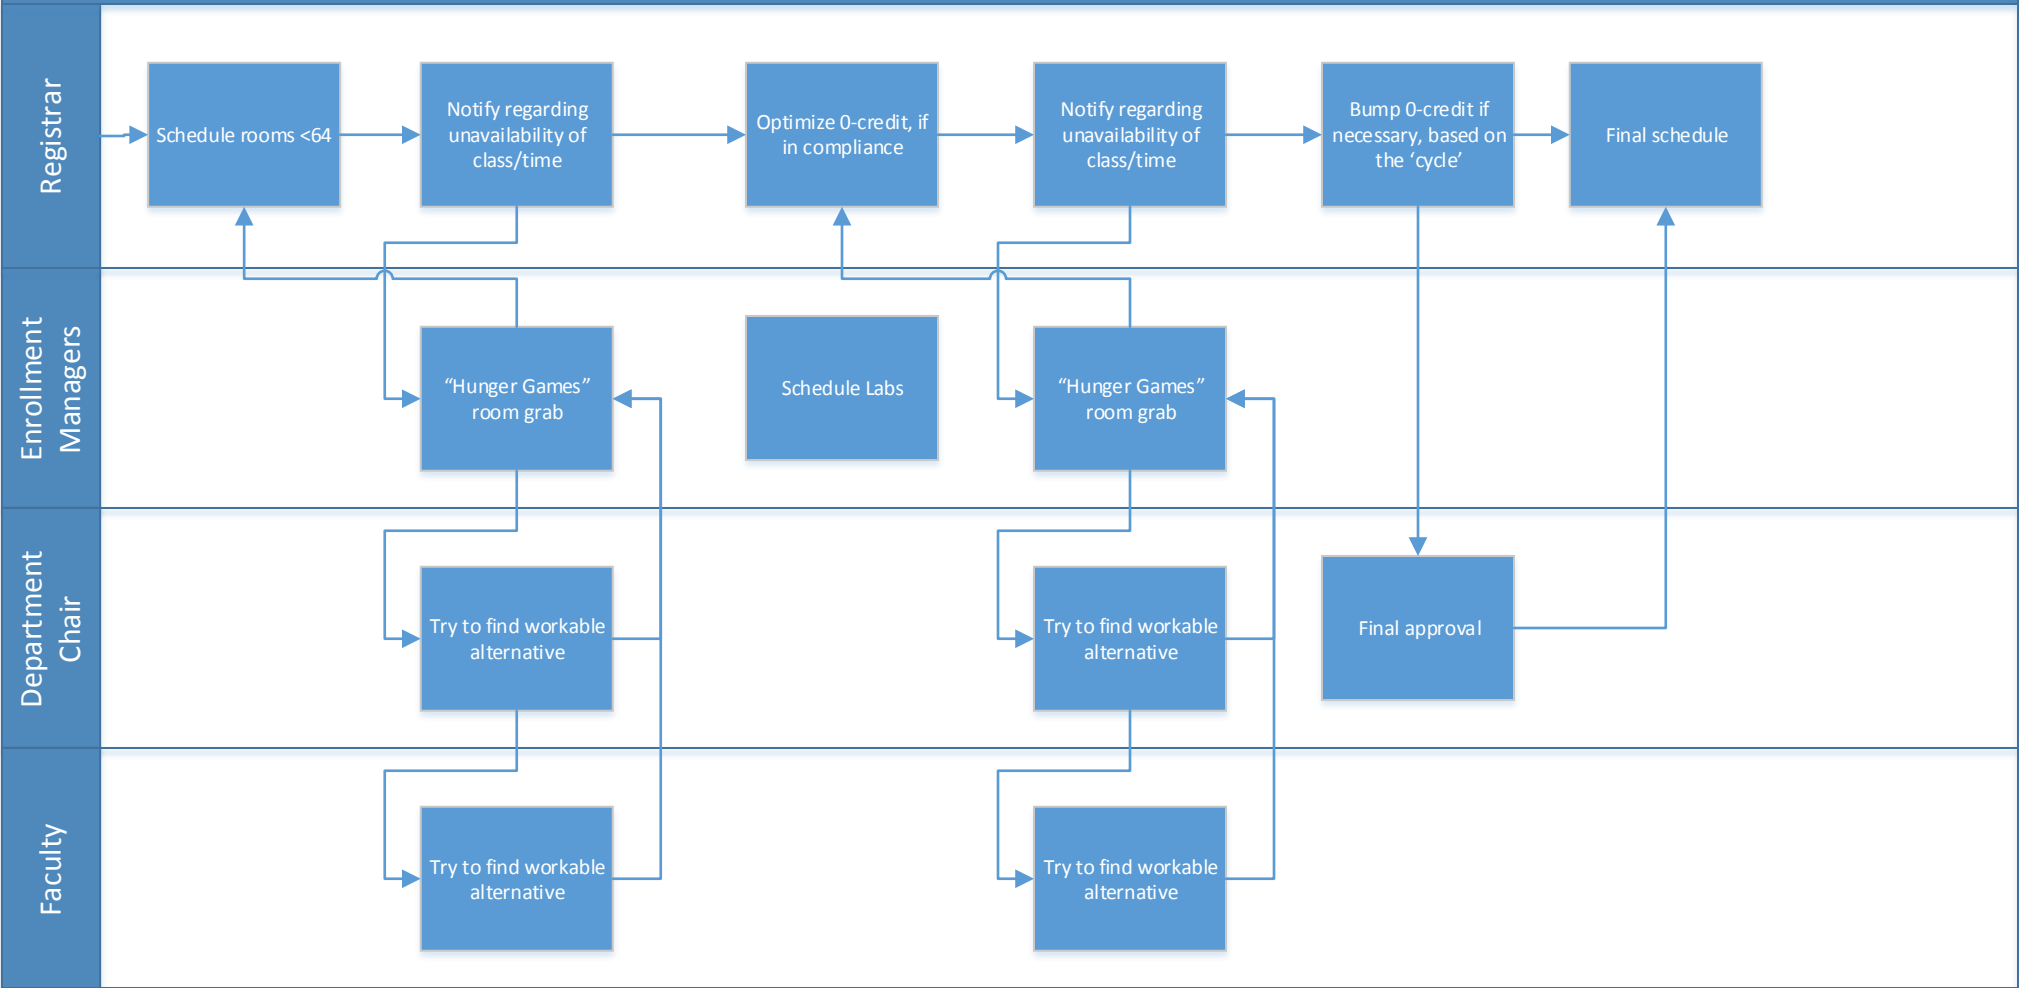 Registrar
Schedule rooms <64
Notify regarding
unavailability of
class/time
Optimize 0-credit, if
in compliance
Notify regarding
unavailability of
class/time
Bump 0-credit if
necessary, based on
the ‘cycle’
Final schedule
Enrollment
Managers
“Hunger Games”
room grab
Schedule Labs
“Hunger Games”
room grab
Department
Chair
Try to find workable
alternative
Try to find workable
alternative
Final approval
Faculty
Try to find workable
alternative
Try to find workable
alternative